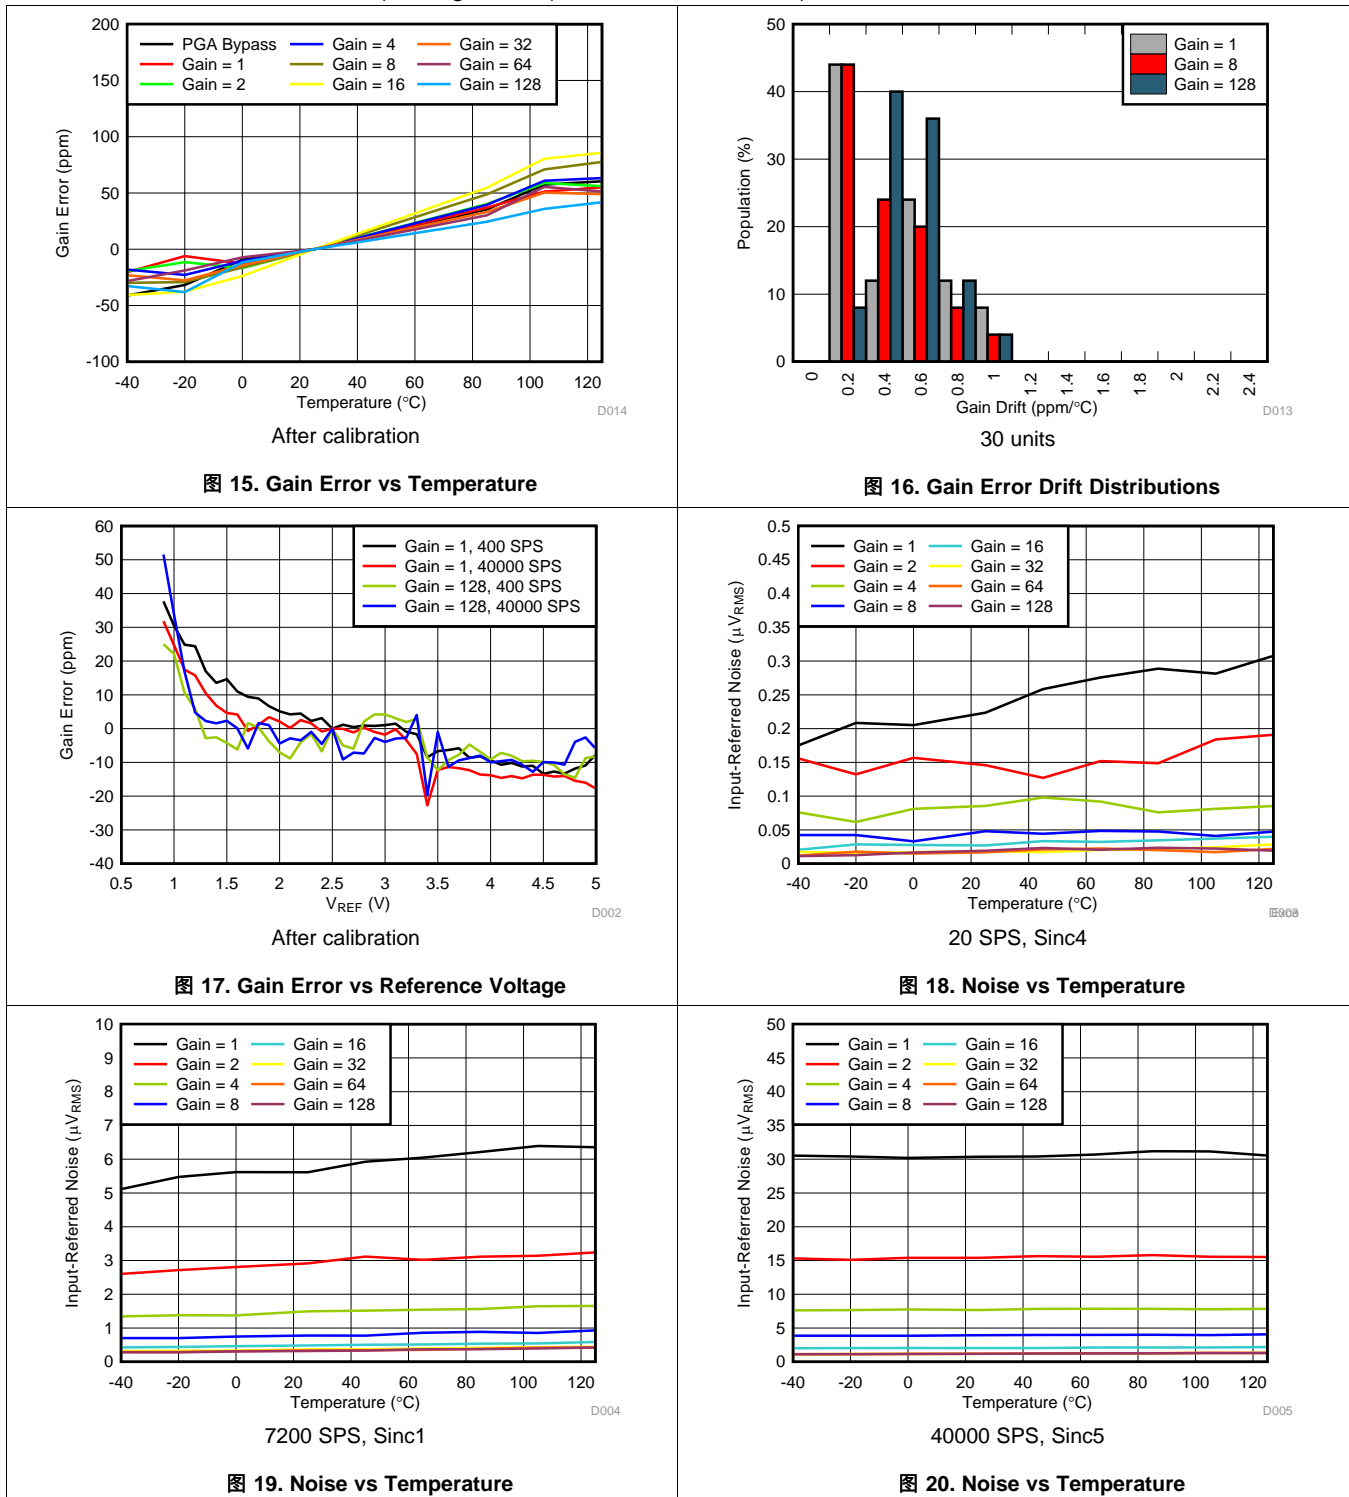 200
150
100
50
0
-50
-100
Gain Error (ppm)
PGA Bypass
Gain = 1
Gain = 2
Gain = 4
Gain = 8
Gain = 16
Gain = 32
Gain = 64
Gain = 128
-40 -20 0 20 40 60 80 100 120
Temperature (°C)
D014
After calibration
图 15. Gain Error vs Temperature
50
40
30
20
10
0
Population (%)
Gain = 1
Gain = 8
Gain = 128
0 0.2 0.4 0.6 0.8 1 1.2 1.4 1.6 1.8 2 2.2 2.4
Gain Drift (ppm/°C)
D013
30 units
图 16. Gain Error Drift Distributions
60
50
40
30
20
10
0
-10
-20
-30
-40
Gain Error (ppm)
Gain = 1, 400 SPS
Gain = 1, 40000 SPS
Gain = 128, 400 SPS
Gain = 128, 40000 SPS
0.5 1 1.5 2 2.5 3 3.5 4 4.5 5
VREF (V)
D002
After calibration
图 17. Gain Error vs Reference Voltage
0.5
0.45
0.4
0.35
0.3
0.25
0.2
0.15
0.1
0.05
0
Input-Referred Noise (μVRMS)
Gain = 1
Gain = 2
Gain = 4
Gain = 8
Gain = 16
Gain = 32
Gain = 64
Gain = 128
-40 -20 0 20 40 60 80 100 120
Temperature (°C)
20 SPS, Sinc4
图 18. Noise vs Temperature
10
9
8
7
6
5
4
3
2
1
0
Input-Referred Noise (μVRMS)
Gain = 1
Gain = 2
Gain = 4
Gain = 8
Gain = 16
Gain = 32
Gain = 64
Gain = 128
-40 -20 0 20 40 60 80 100 120
Temperature (°C)
D004
7200 SPS, Sinc1
图 19. Noise vs Temperature
50
45
40
35
30
25
20
15
10
5
0
Input-Referred Noise (μVRMS)
Gain = 1
Gain = 2
Gain = 4
Gain = 8
Gain = 16
Gain = 32
Gain = 64
Gain = 128
-40 -20 0 20 40 60 80 100 120
Temperature (°C)
D005
40000 SPS, Sinc5
图 20. Noise vs Temperature